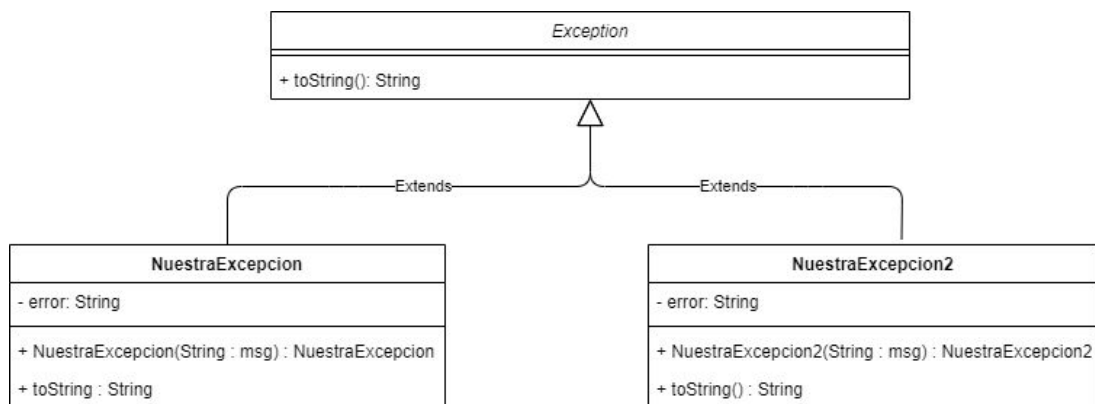 Exception
+ toString(): String
Extends
Extends
NuestraExcepcion
- error: String
+ NuestraExcepcion(String : msg) : NuestraExcepcion
+ toString : String
NuestraExcepcion2
- error: String
+ NuestraExcepcion2(String : msg) : NuestraExcepcion2
+ toString() : String